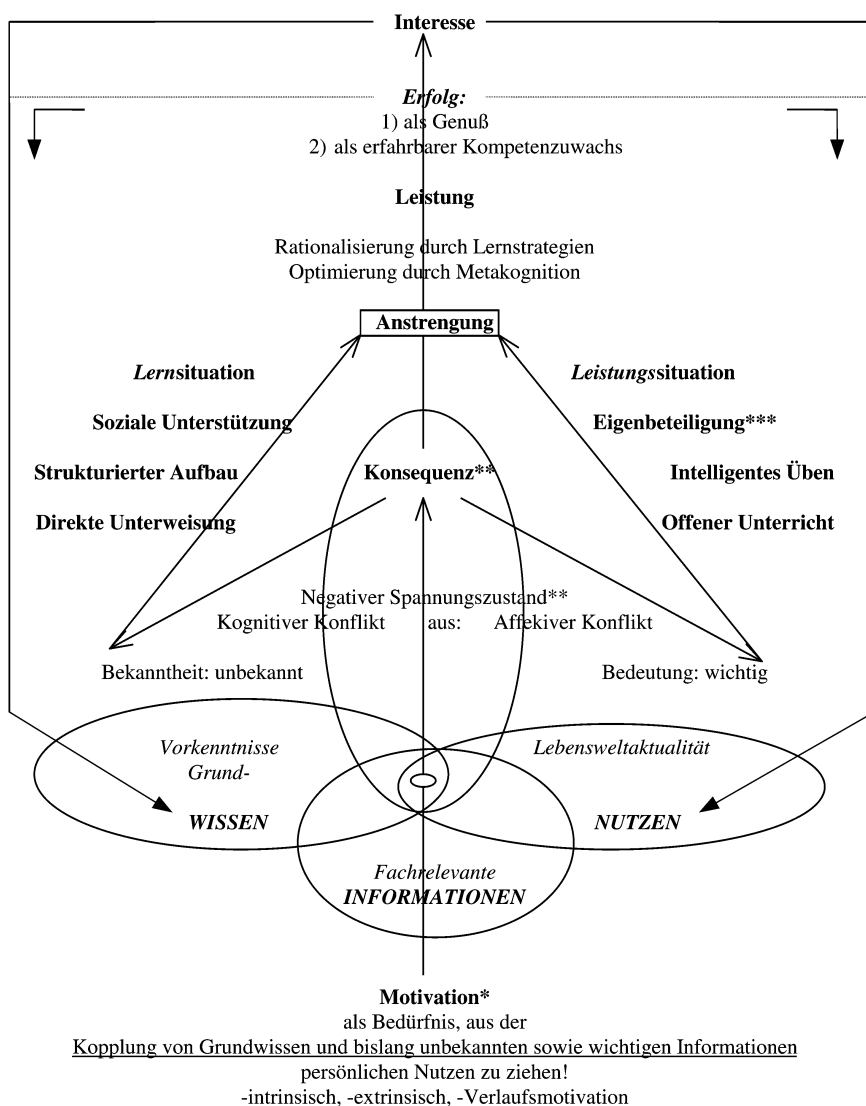 Interesse
Erfolg:
1) als Genuß
2) als erfahrbarer Kompetenzuwachs
Leistung
Rationalisierung durch Lernstrategien
Optimierung durch Metakognition
Anstrengung
Lernsituation
Leistungssituation
Soziale Unterstützung
Eigenbeteiligung***
Strukturierter Aufbau
Konsequenz**
Intelligentes Üben
Direkte Unterweisung
Offener Unterricht
Negativer Spannungszustand**
Kognitiver Konflikt aus: Affekiver Konflikt
Bekanntheit: unbekannt
Bedeutung: wichtig
Vorkenntnisse
Grund-
WISSEN
Lebensweltaktualität
NUTZEN
Fachrelevante
INFORMATIONEN
Motivation*
als Bedürfnis, aus der
Kopplung von Grundwissen und bislang unbekannten sowie wichtigen Informationen
persönlichen Nutzen zu ziehen!
-intrinsisch, -extrinsisch, -Verlaufsmotivation